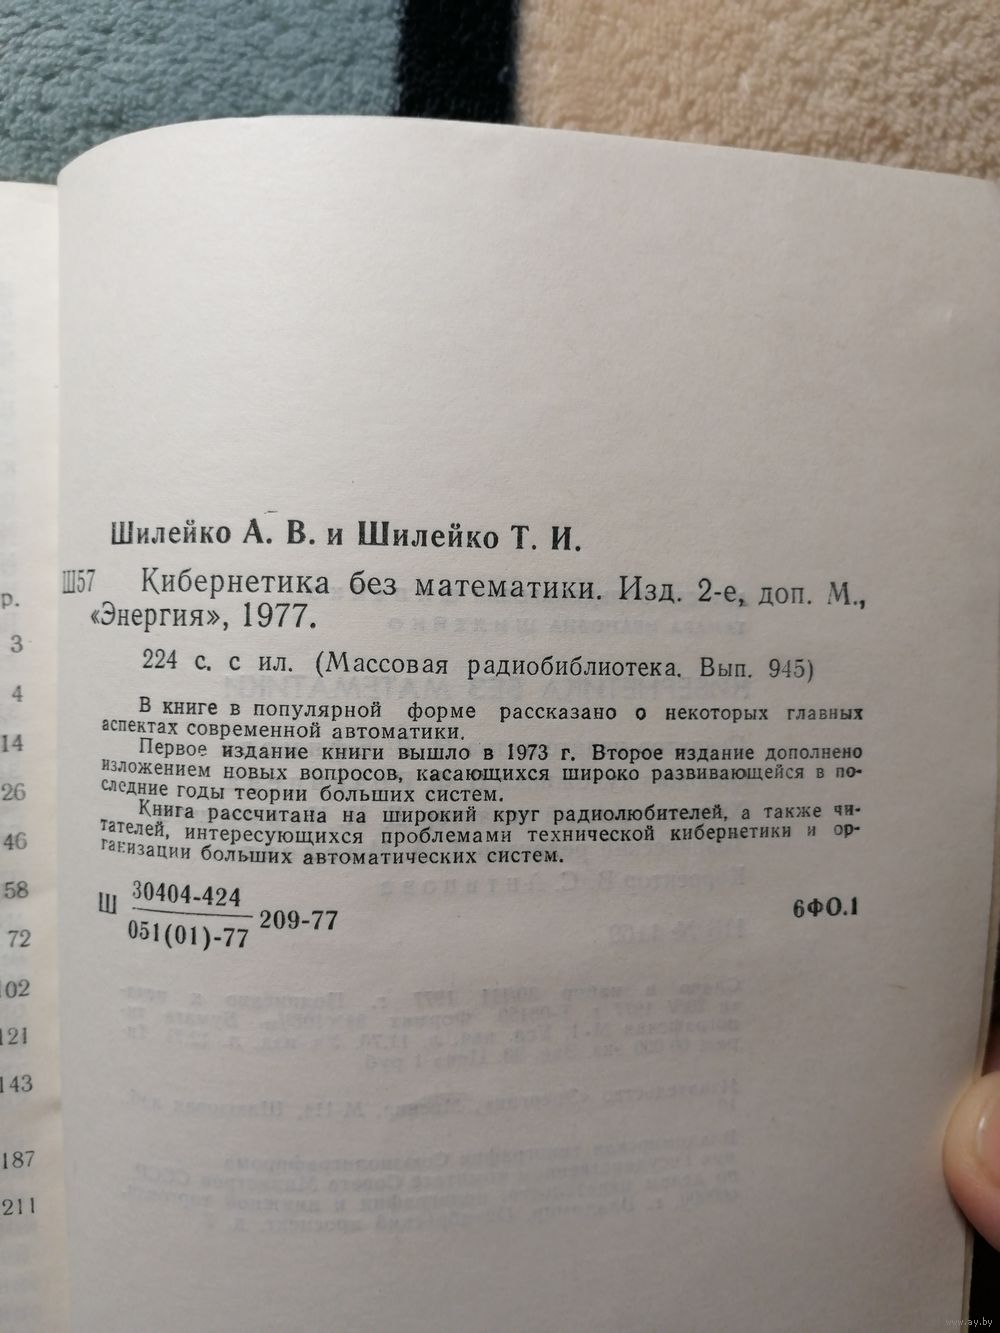 Шилейко А. В. и Шилейко Т. И.
Ш57 Кибернетика без математики. Изд. 2-е, доп. М.,
«Энергия», 1977.
224 с. с ил. (Массовая радиобиблиотека. Вып. 945)
В книге в популярной форме рассказано о некоторых главных
аспектах современной автоматики.
Первое издание книги вышло в 1973 г. Второе издание дополнено
изложением новых вопросов, касающихся широко развивающейся в по-
следние годы теории больших систем.
Книга рассчитана на широкий круг радиолюбителей, а также чи-
тателей, интересующихся проблемами технической кибернетики и ор-
ганизации больших автоматических систем.
Ш 30404-424
051(01)-77 209-77
6Ф0.1
р.
3
4
14
26
46
58
72
102
121
143
187
211
www.ay.by